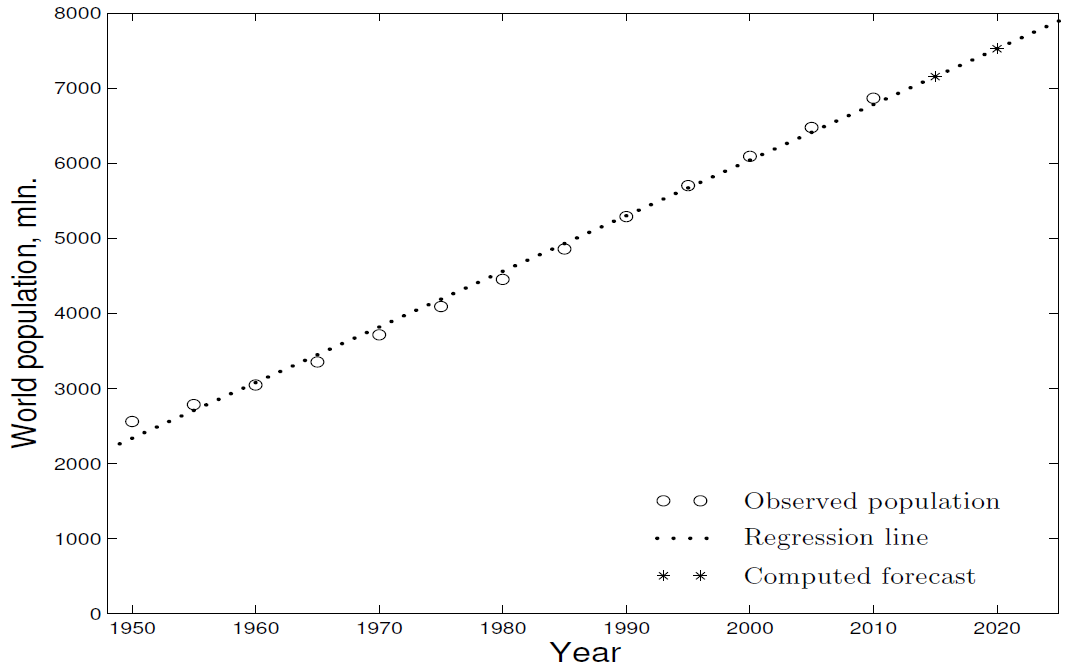 8000
7000
6000
5000
4000
3000
2000
1000
0
World population, mln.
Observed population
Regression line
Computed forecast
1950 1960 1970 1980 1990 2000 2010 2020
Year